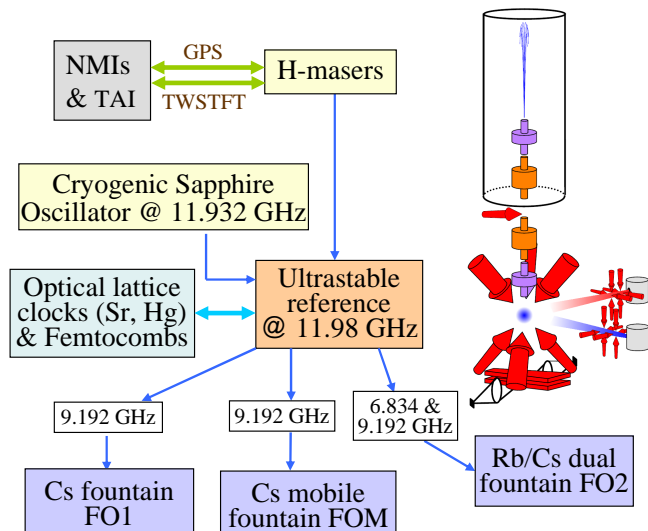 GPS
NMIs
& TAI
H-masers
TWSTFT
Cryogenic Sapphire
Oscillator @ 11.932 GHz
Optical lattice
clocks (Sr, Hg)
& Femtocombs
Ultrastable
reference
@ 11.98 GHz
9.192 GHz
9.192 GHz
6.834 &
9.192 GHz
Cs fountain
FO1
Cs mobile
fountain FOM
Rb/Cs dual
fountain FO2